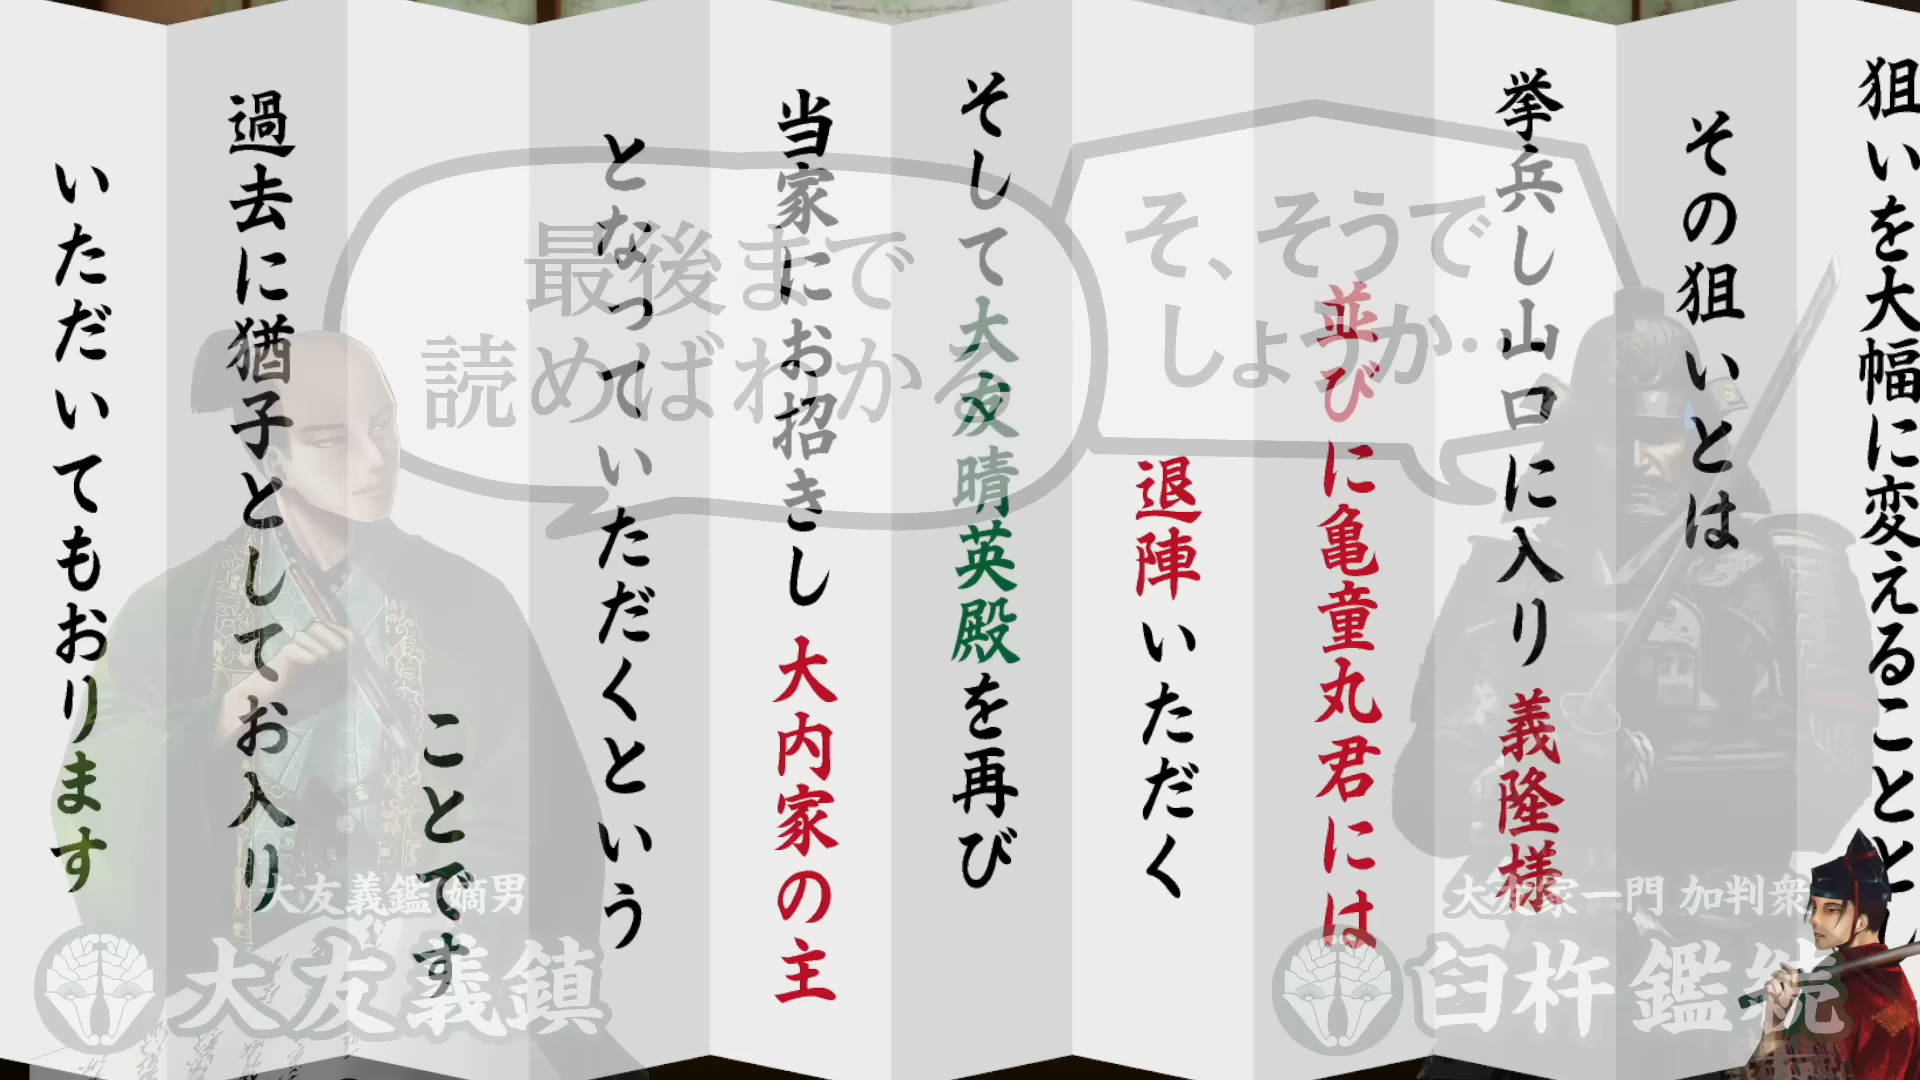 狙いを大幅に変えることと
その狙いとは
挙兵し山口に入り 義隆様
並びに亀童丸君には
退陣いただく
そして大友晴英殿を再び
当家にお招きし 大内家の主
となっていただくという
ことです
過去に猶子としてお入り
いただいてもおります
そ、そうで
しょうか…
最後まで
読めばわかる
大友家一門 加判衆
臼杵 鑑続
大友義鑑 嫡男
大友 義鎮